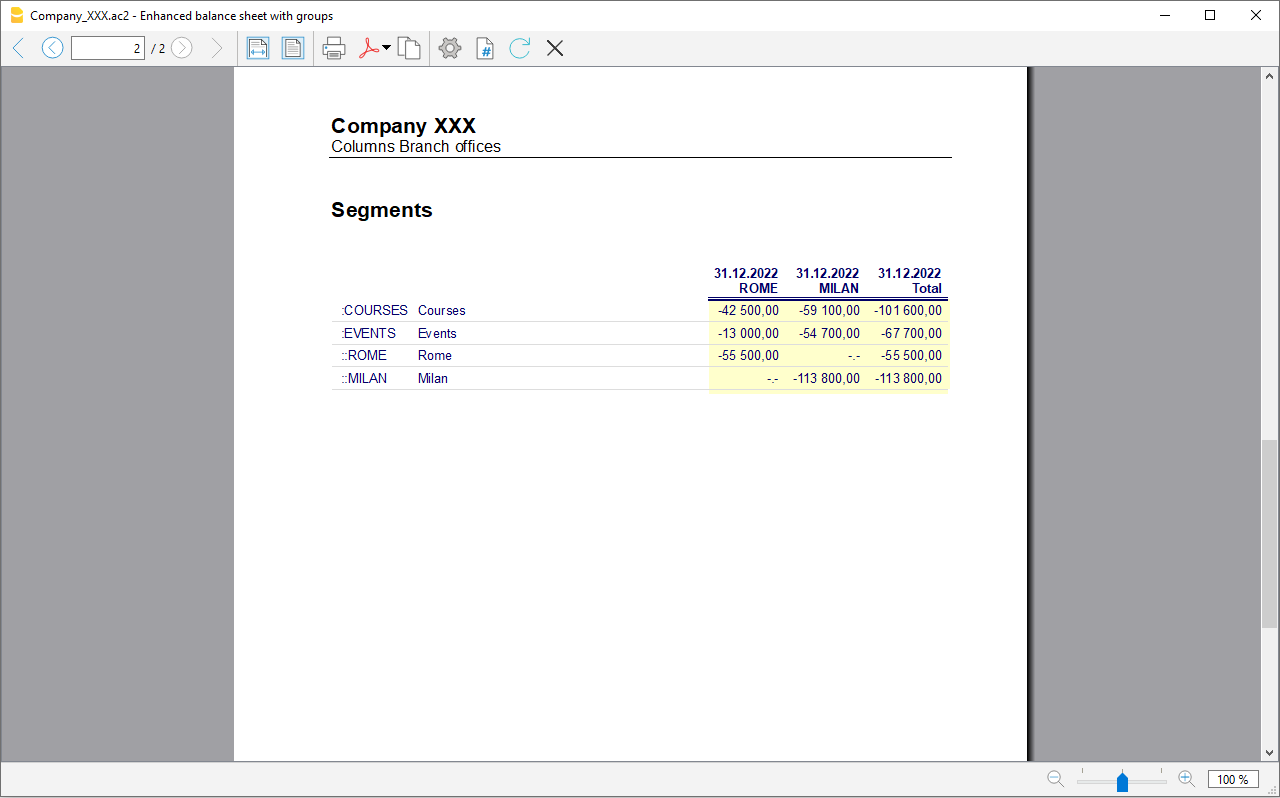 Company_XXX.ac2 - Enhanced balance sheet with groups
2 / 2
Company XXX
Columns Branch offices
Segments
31.12.2022 31.12.2022 31.12.2022
ROME MILAN Total
:COURSES Courses -42 500,00 -59 100,00 -101 600,00
:EVENTS Events -13 000,00 -54 700,00 -67 700,00
::ROME Rome -55 500,00 -.- -55 500,00
::MILAN Milan -.- -113 800,00 -113 800,00
100 %